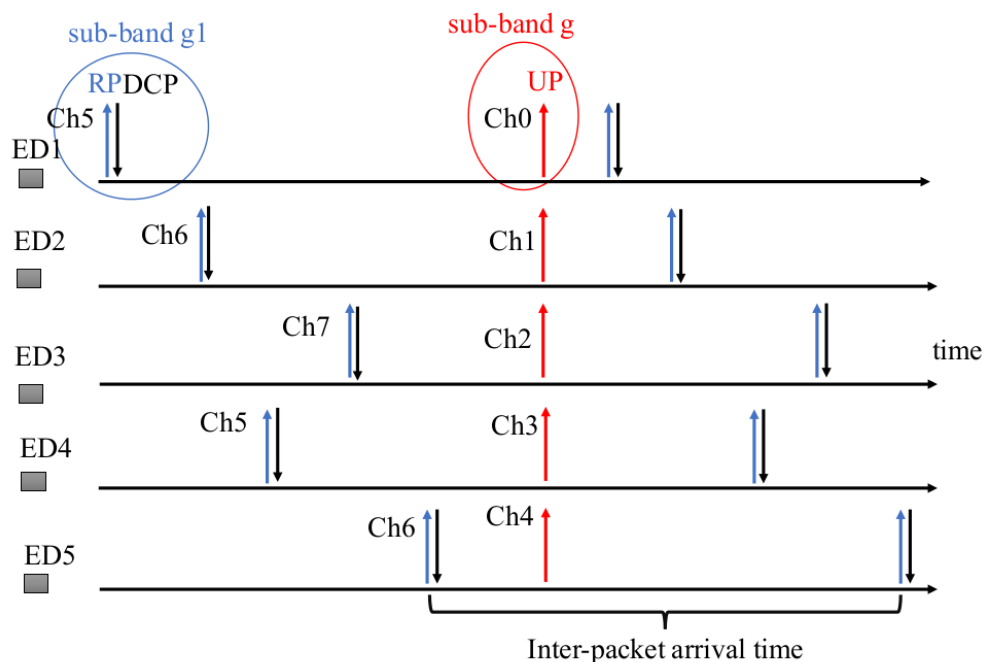 sub-band g1
sub-band g
RPDCP
UP
Ch5
Ch0
ED1
ED2
Ch6
Ch1
Ch7
Ch2
ED3
time
Ch5
Ch3
ED4
Ch6
Ch4
ED5
Inter-packet arrival time